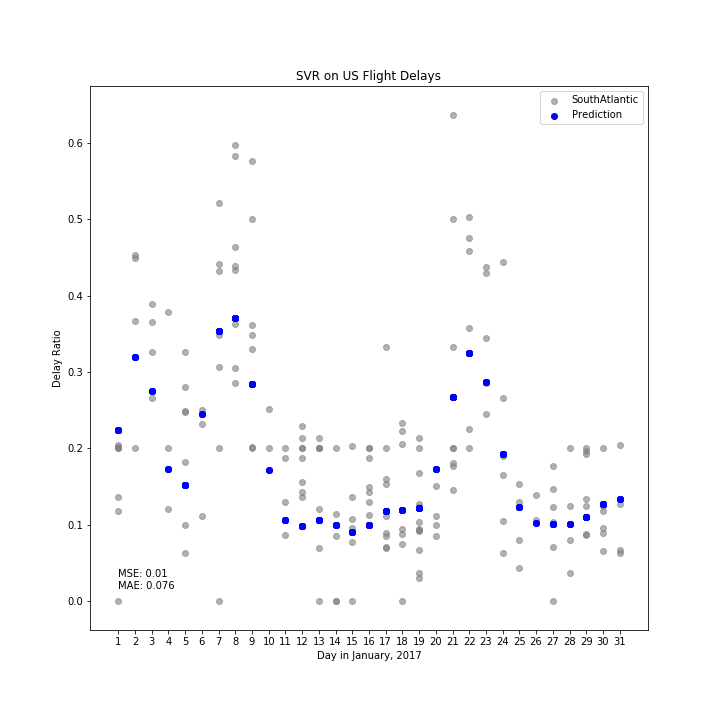 SVR on US Flight Delays
SouthAtlantic
Prediction
Delay Ratio
0.6
0.5
0.4
0.3
0.2
0.1
0.0
MSE: 0.01
MAE: 0.076
1 2 3 4 5 6 7 8 9 10 11 12 13 14 15 16 17 18 19 20 21 22 23 24 25 26 27 28 29 30 31
Day in January, 2017